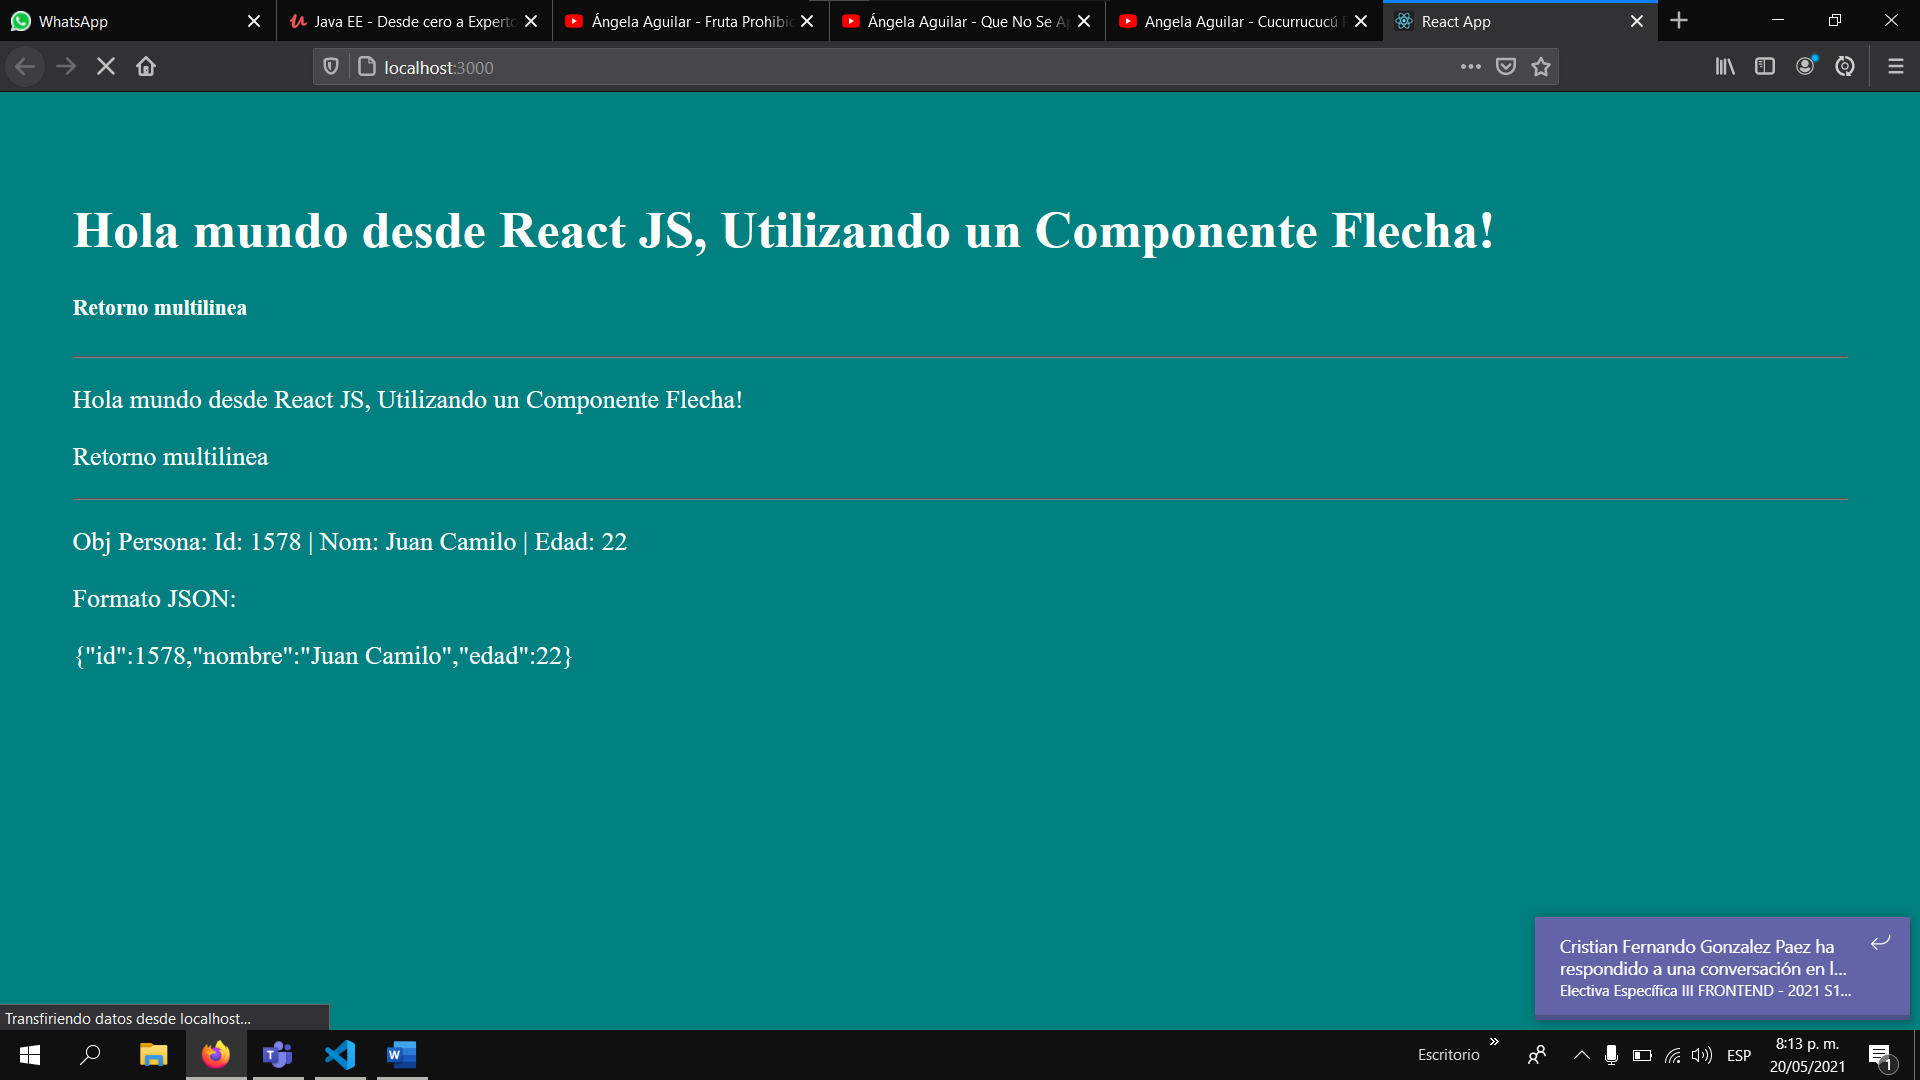 WhatsApp
Java EE - Desde cero a Experto
Ángela Aguilar - Fruta Prohibid
Ángela Aguilar - Que No Se Ap
Angela Aguilar - Cucurrucucú
React App
localhost:3000
Hola mundo desde React JS, Utilizando un Componente Flecha!
Retorno multilinea
Hola mundo desde React JS, Utilizando un Componente Flecha!
Retorno multilinea
Obj Persona: Id: 1578 | Nom: Juan Camilo | Edad: 22
Formato JSON:
{"id":1578,"nombre":"Juan Camilo","edad":22}
Cristian Fernando Gonzalez Paez ha
respondido a una conversación en l...
Electiva Específica III FRONTEND - 2021 S1...
Transfiriendo datos desde localhost...
Escritorio
ESP
8:13 p. m.
20/05/2021
1